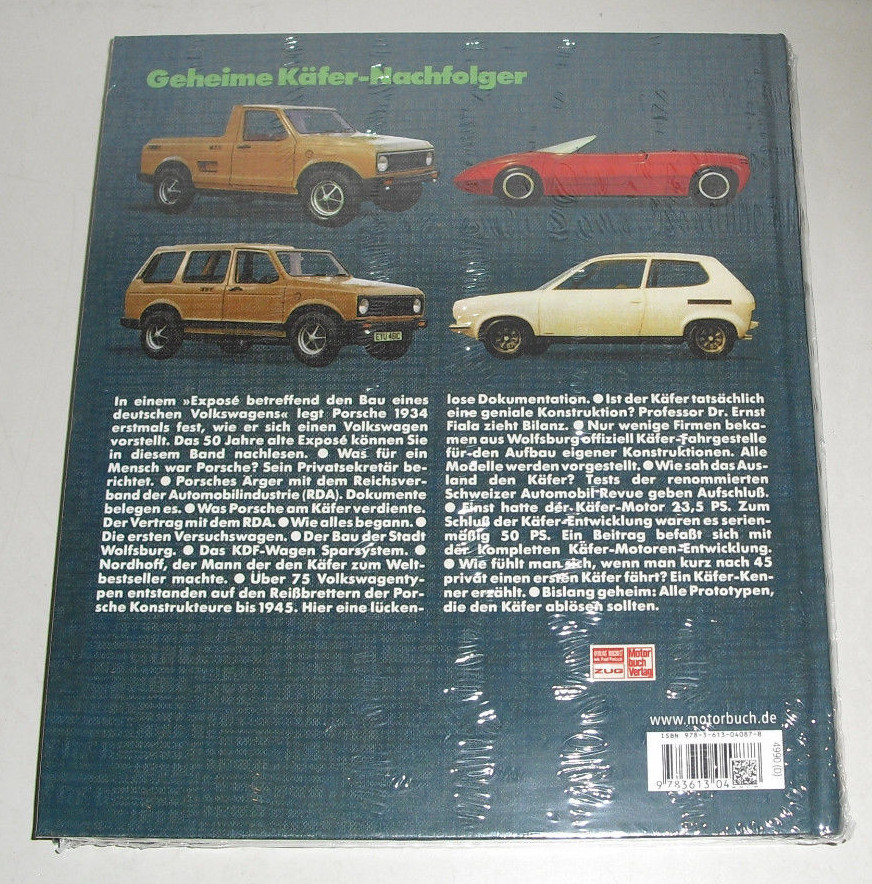 Geheime Käfer-Nachfolger
ETU 48C
In einem »Exposé betreffend den Bau eines
deutschen Volkswagens« legt Porsche 1934
erstmals fest, wie er sich einen Volkswagen
vorstellt. Das 50 Jahre alte Exposé können Sie
in diesem Band nachlesen. ● Was für ein
Mensch war Porsche? Sein Privatsekretär be-
richtet. ● Porsches Ärger mit dem Reichsver-
band der Automobilindustrie (RDA). Dokumente
belegen es. ● Was Porsche am Käfer verdiente.
Der Vertrag mit dem RDA. ● Wie alles begann. ●
Die ersten Versuchswagen. ● Der Bau der Stadt
Wolfsburg. ● Das KDF-Wagen Sparsystem. ●
Nordhoff, der Mann der den Käfer zum Welt-
bestseller machte. ● Über 75 Volkswagenty-
pen entstanden auf den Reißbrettern der Por-
sche Konstrukteure bis 1945. Hier eine lücken-
lose Dokumentation. ● Ist der Käfer tatsächlich
eine geniale Konstruktion? Professor Dr. Ernst
Fiala zieht Bilanz. ● Nur wenige Firmen beka-
men aus Wolfsburg offiziell Käfer-Fahrgestelle
für den Aufbau eigener Konstruktionen. Alle
Modelle werden vorgestellt. ● Wie sah das Aus-
land den Käfer? Tests der renommierten
Schweizer Automobil-Revue geben Aufschluß.
● Einst hatte der Käfer-Motor 23,5 PS. Zum
Schluß der Käfer-Entwicklung waren es serien-
mäßig 50 PS. Ein Beitrag befaßt sich mit
der kompletten Käfer-Motoren-Entwicklung.
● Wie fühlt man sich, wenn man kurz nach 45
privat einen ersten Käfer fährt? Ein Käfer-Ken-
ner erzählt. ● Bislang geheim: Alle Prototypen,
die den Käfer ablösen sollten.
ZUG
Motor
buch
Verlag
www.motorbuch.de
ISBN 978-3-613-04087-8
4990 (D)
9 783613 04